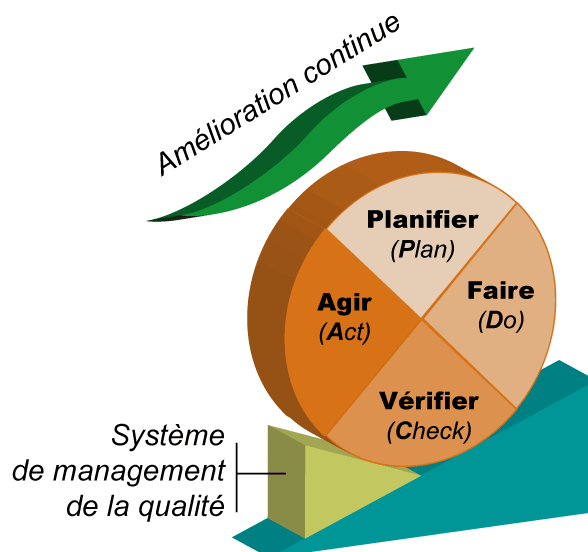 Amélioration continue
Planifier
(Plan)
Faire
(Do)
Agir
(Act)
Vérifier
(Check)
Système
de management
de la qualité